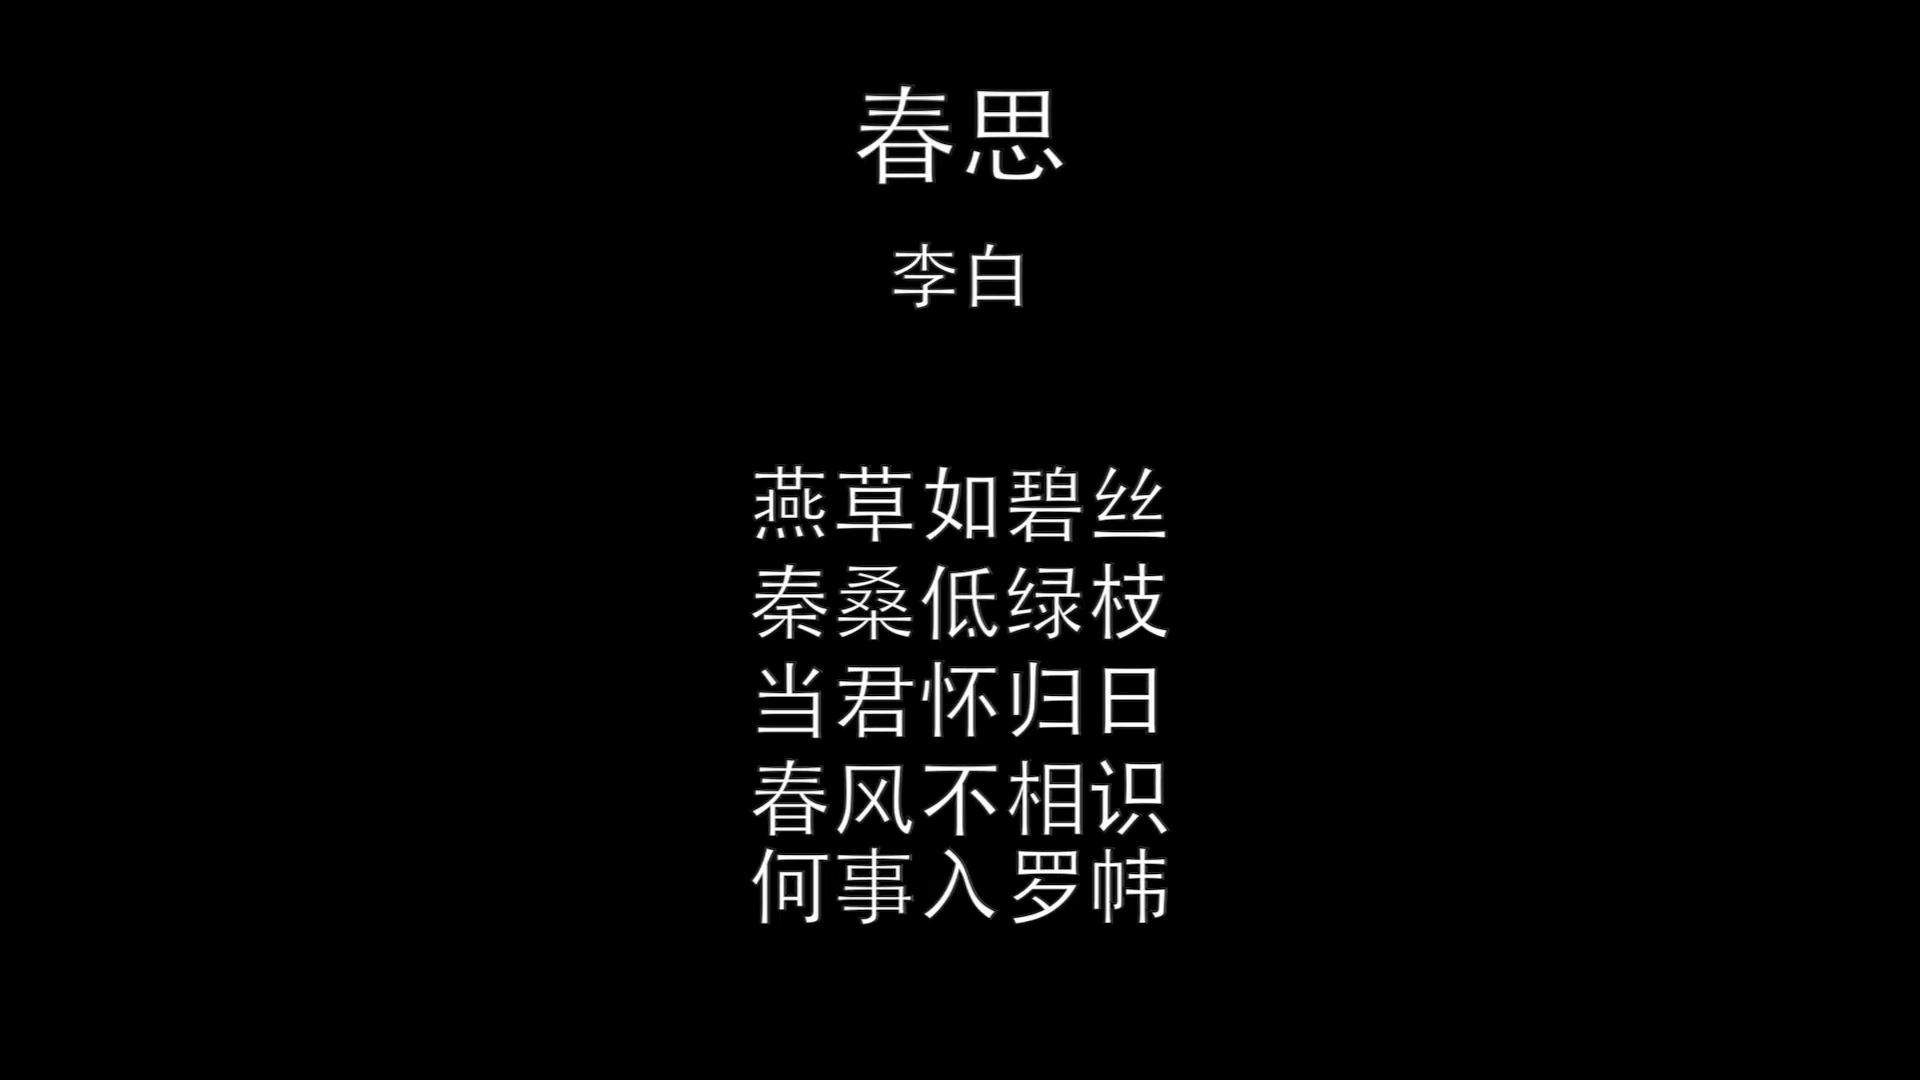 春思
李白
燕草如碧丝
秦桑低绿枝
当君怀归日
春风不相识
何事入罗帏